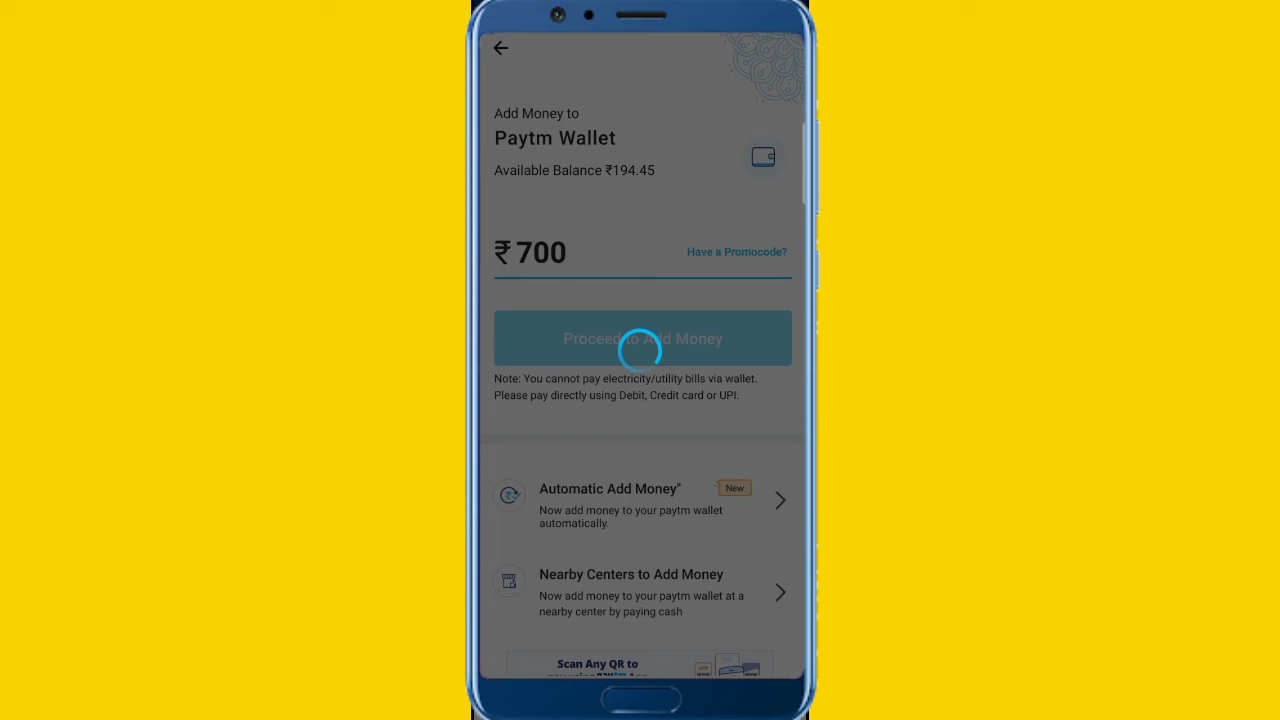 Add Money to
Paytm Wallet
Available Balance ₹194.45
₹ 700
Have a Promocode?
Proceed to Add Money
Note: You cannot pay electricity/utility bills via wallet.
Please pay directly using Debit, Credit card or UPI.
Automatic Add Money"
New
Now add money to your paytm wallet
automatically.
Nearby Centers to Add Money
Now add money to your paytm wallet at a
nearby center by paying cash
Scan Any QR to